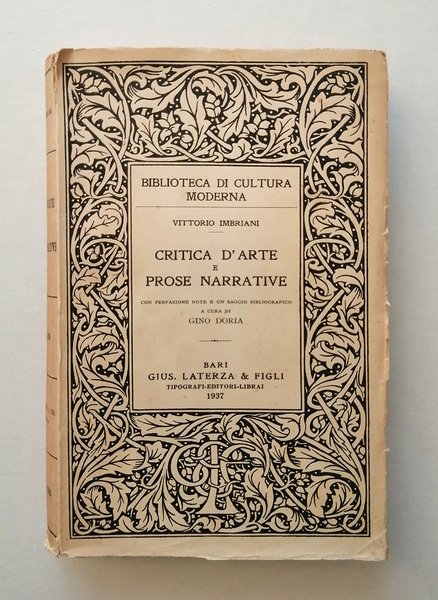 BIBLIOTECA DI CULTURA
MODERNA
VITTORIO IMBRIANI
CRITICA D'ARTE
E
PROSE NARRATIVE
CON PREFAZIONE NOTE E UN SAGGIO BIBLIOGRAFICO
A CURA DI
GINO DORIA
BARI
GIUS. LATERZA & FIGLI
TIPOGRAFI-EDITORI-LIBRAI
1937